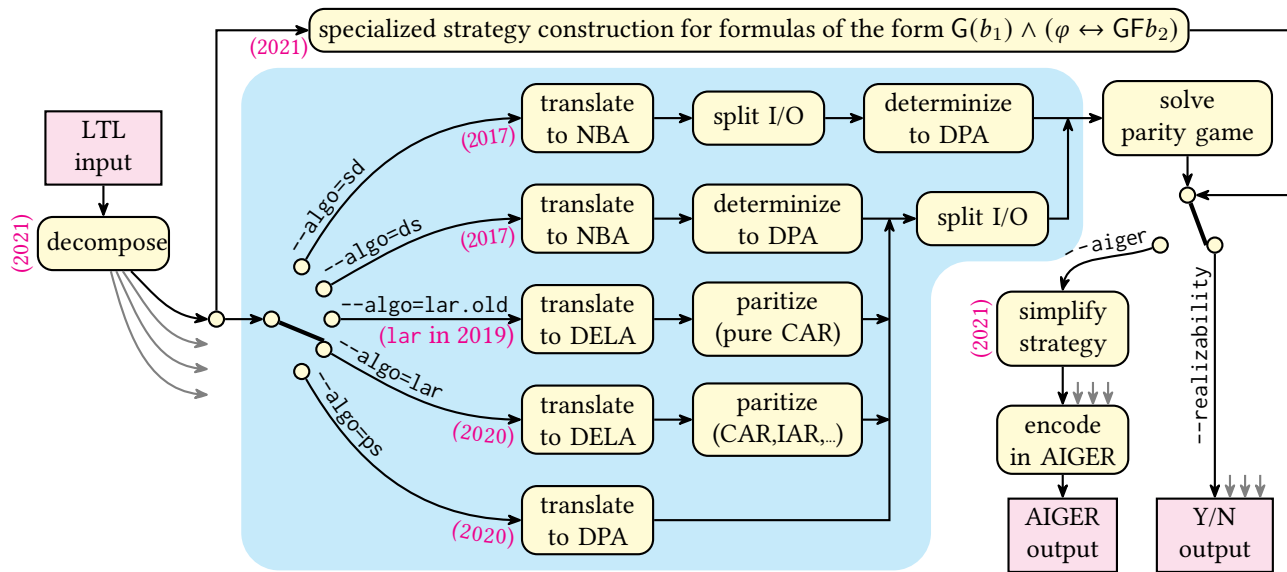 specialized strategy construction for formulas of the form G(b₁) ∧ (φ ↔ GFb₂)
(2021)
LTL
input
(2021)
decompose
--algo=sd
(2017)
translate
to NBA
split I/O
determinize
to DPA
solve
parity game
--algo=ds
(2017)
translate
to NBA
determinize
to DPA
split I/O
--algo=lar.old
(lar in 2019)
translate
to DELA
paritize
(pure CAR)
--algo=lar
(2020)
translate
to DELA
paritize
(CAR,IAR,...)
--algo=ps
(2020)
translate
to DPA
--aiger
(2021)
simplify
strategy
encode
in AIGER
AIGER
output
--realizability
Y/N
output